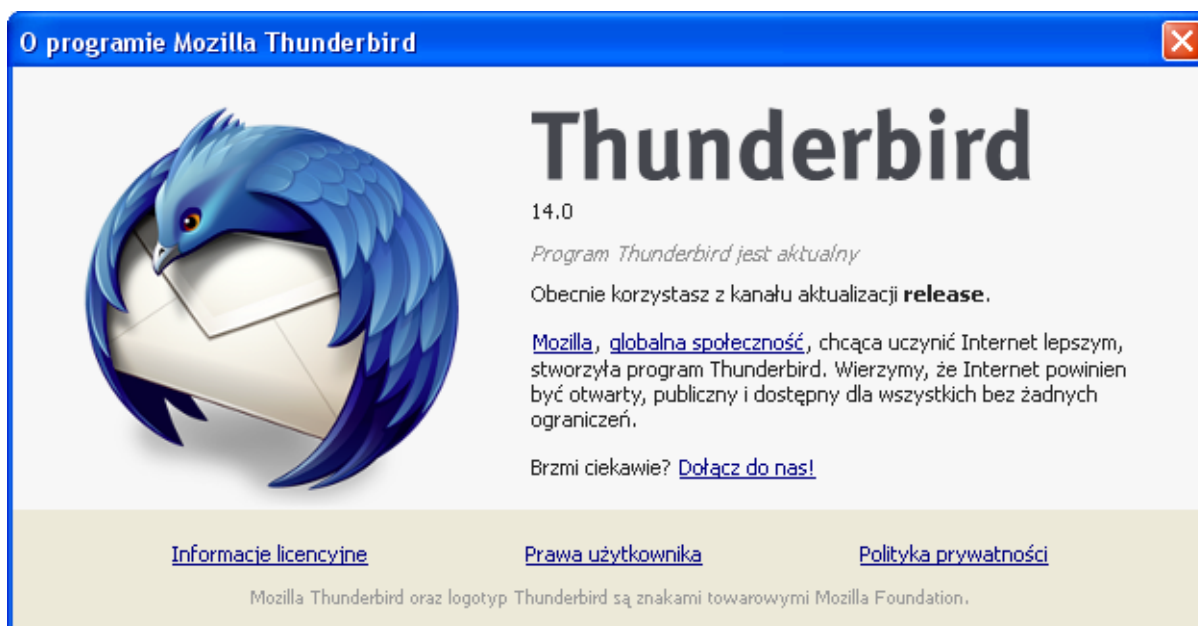 O programie Mozilla Thunderbird
Thunderbird
14.0
Program Thunderbird jest aktualny
Obecnie korzystasz z kanału aktualizacji release.
Mozilla, globalna społeczność, chcąca uczynić Internet lepszym,
stworzyła program Thunderbird. Wierzymy, że Internet powinien
być otwarty, publiczny i dostępny dla wszystkich bez żadnych
ograniczeń.
Brzmi ciekawie? Dołącz do nas!
Informacje licencyjne
Prawa użytkownika
Polityka prywatności
Mozilla Thunderbird oraz logotyp Thunderbird są znakami towarowymi Mozilla Foundation.